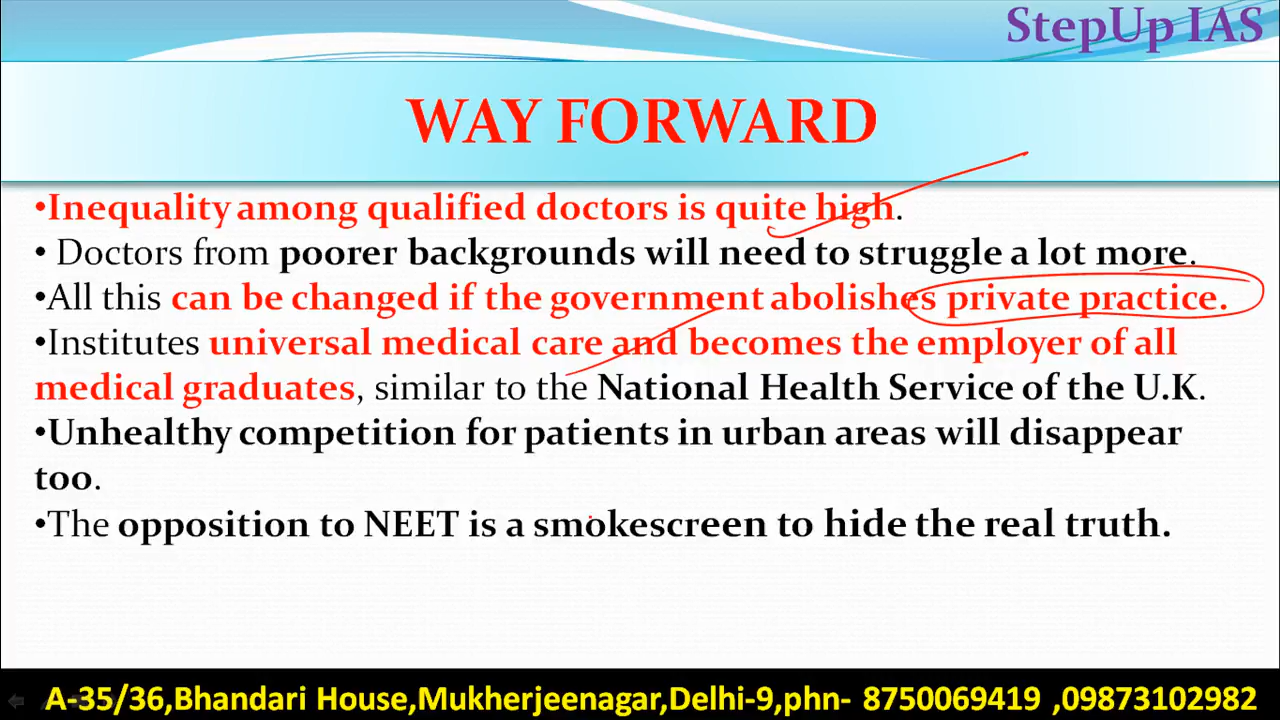 StepUp IAS
WAY FORWARD
•Inequality among qualified doctors is quite high.
• Doctors from poorer backgrounds will need to struggle a lot more.
•All this can be changed if the government abolishes private practice.
•Institutes universal medical care and becomes the employer of all
medical graduates, similar to the National Health Service of the U.K.
•Unhealthy competition for patients in urban areas will disappear
too.
•The opposition to NEET is a smokescreen to hide the real truth.
A-35/36,Bhandari House,Mukherjeenagar,Delhi-9,phn- 8750069419 ,09873102982